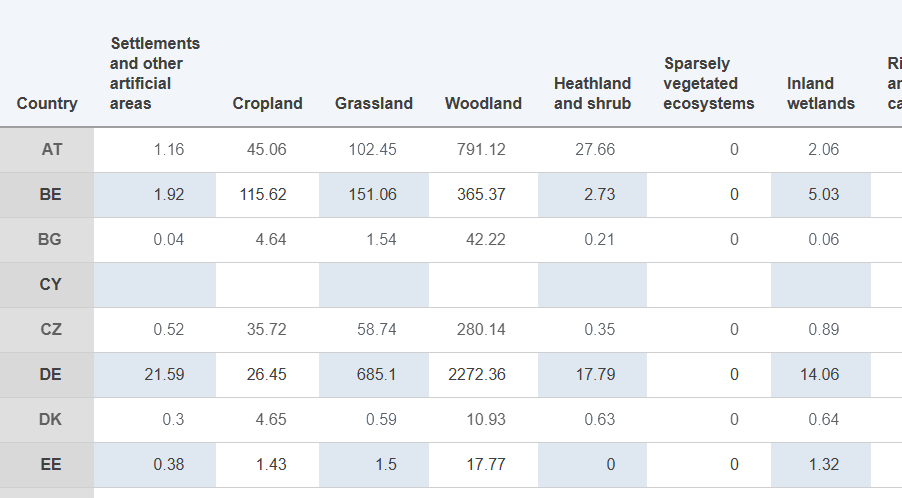 Country Settlements and other artificial areas Cropland Grassland Woodland Heathland and shrub Sparsely vegetated ecosystems Inland wetlands
AT 1.16 45.06 102.45 791.12 27.66 0 2.06
BE 1.92 115.62 151.06 365.37 2.73 0 5.03
BG 0.04 4.64 1.54 42.22 0.21 0 0.06
CY
CZ 0.52 35.72 58.74 280.14 0.35 0 0.89
DE 21.59 26.45 685.1 2272.36 17.79 0 14.06
DK 0.3 4.65 0.59 10.93 0.63 0 0.64
EE 0.38 1.43 1.5 17.77 0 0 1.32